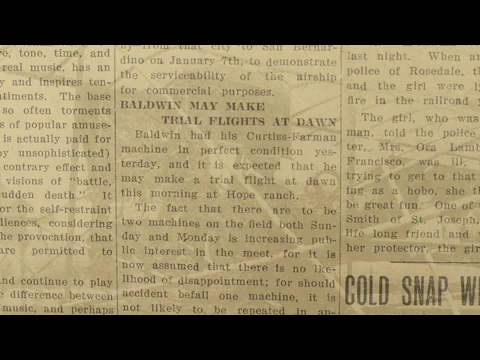 re, tone, time, and
real music, has an
y and inspires ten-
ntiments. The base
so often torments
s of popular amuse-
is actually paid for
by unsophisticated)
contrary effect and
visions of "battle,
udden death." It
or the self-restraint
diences, considering
he provocation, that
are permitted to
and continue to play
e difference between
music, and perhaps
by from that city to San Bernar-
dino on January 7th, to demonstrate
the serviceability of the airship
for commercial purposes.
BALDWIN MAY MAKE
TRIAL FLIGHTS AT DAWN
Baldwin had his Curtiss-Farman
machine in perfect condition yes-
terday, and it is expected that he
may make a trial flight at dawn
this morning at Hope ranch.
The fact that there are to be
two machines on the field both Sun-
day and Monday is increasing pub-
lic interest in the meet, for it is
now assumed that there is no like-
lihood of disappointment; for should
accident befall one machine, it is
not likely to be repeated in an-
last night. When an
police of Rosedale, th
and the girl were ly
fire in the railroad y
The girl, who was
man, told the police
ter, Mrs. Ora Lamb
Francisco, was ill,
trying to get to that
ing as a hobo, she th
be great fun. One of
Smith of St. Joseph,
life long friend and
her protector, the gir
COLD SNAP W